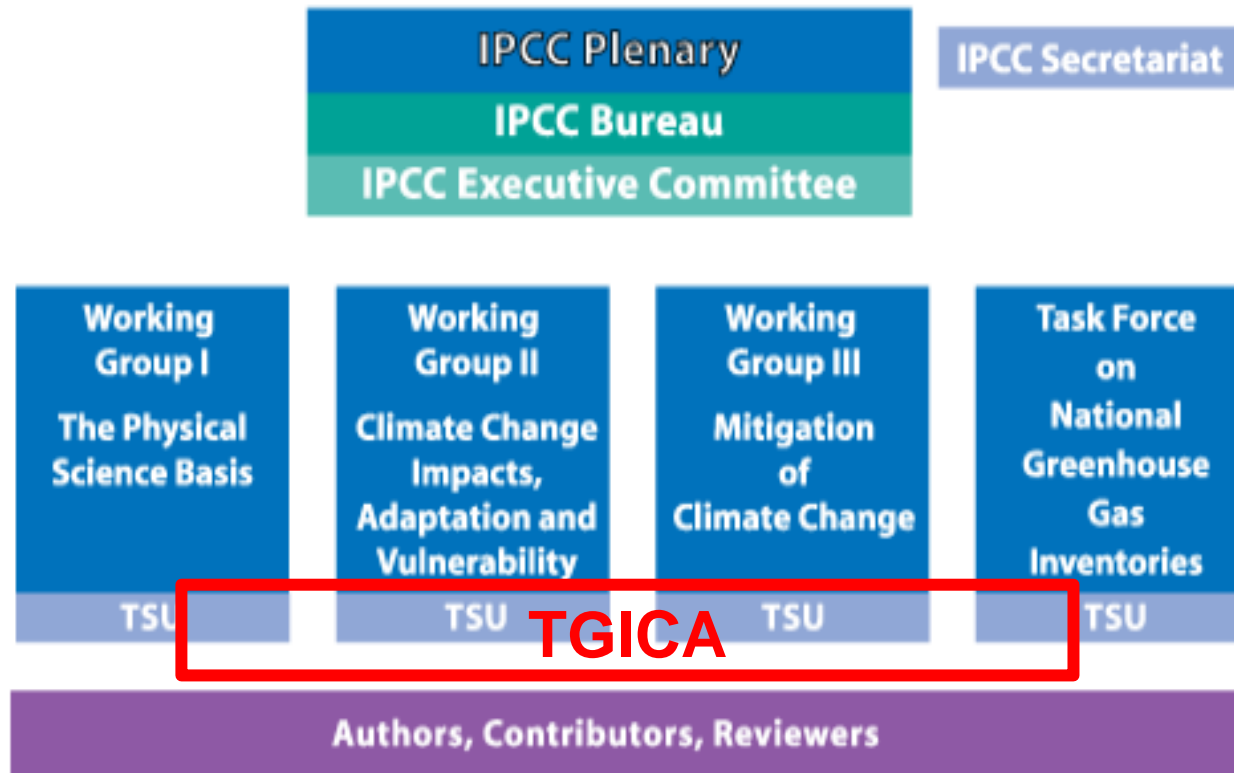 IPCC Plenary
IPCC Secretariat
IPCC Bureau
IPCC Executive Committee
Working
Group I
The Physical
Science Basis
TSU
Working
Group II
Climate Change
Impacts,
Adaptation and
Vulnerability
TSU
Working
Group III
Mitigation
of
Climate Change
TSU
Task Force
on
National
Greenhouse
Gas
Inventories
TSU
TGICA
Authors, Contributors, Reviewers